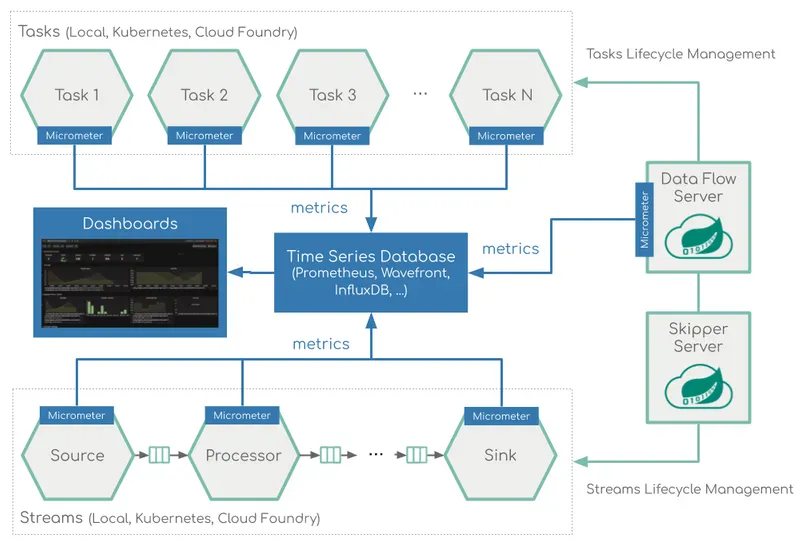 Tasks (Local, Kubernetes, Cloud Foundry)
Tasks Lifecycle Management
Task 1
Task 2
Task 3
...
Task N
Micrometer
Micrometer
Micrometer
Micrometer
metrics
Data Flow
Server
Micrometer
Dashboards
Time Series Database
(Prometheus, Wavefront,
InfluxDB, ...)
metrics
metrics
Skipper
Server
Micrometer
Micrometer
Micrometer
Source
Processor
...
Sink
Streams Lifecycle Management
Streams (Local, Kubernetes, Cloud Foundry)